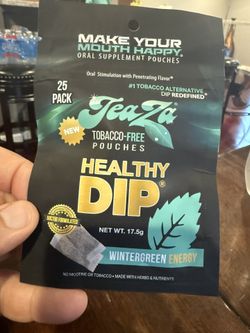 MAKE YOUR
MOUTH HAPPY®
ORAL SUPPLEMENT POUCHES
Oral Stimulation with Penetrating Flavor®
#1 TOBACCO ALTERNATIVE
DIP REDEFINED®
25
PACK
TeaZa®
NEW
TOBACCO-FREE
POUCHES
HEALTHY
DIP®
DOCTOR FORMULATED
NET WT. 17.5g
WINTERGREEN ENERGY
NO NICOTINE OR TOBACCO • MADE WITH HERBS & NUTRIENTS